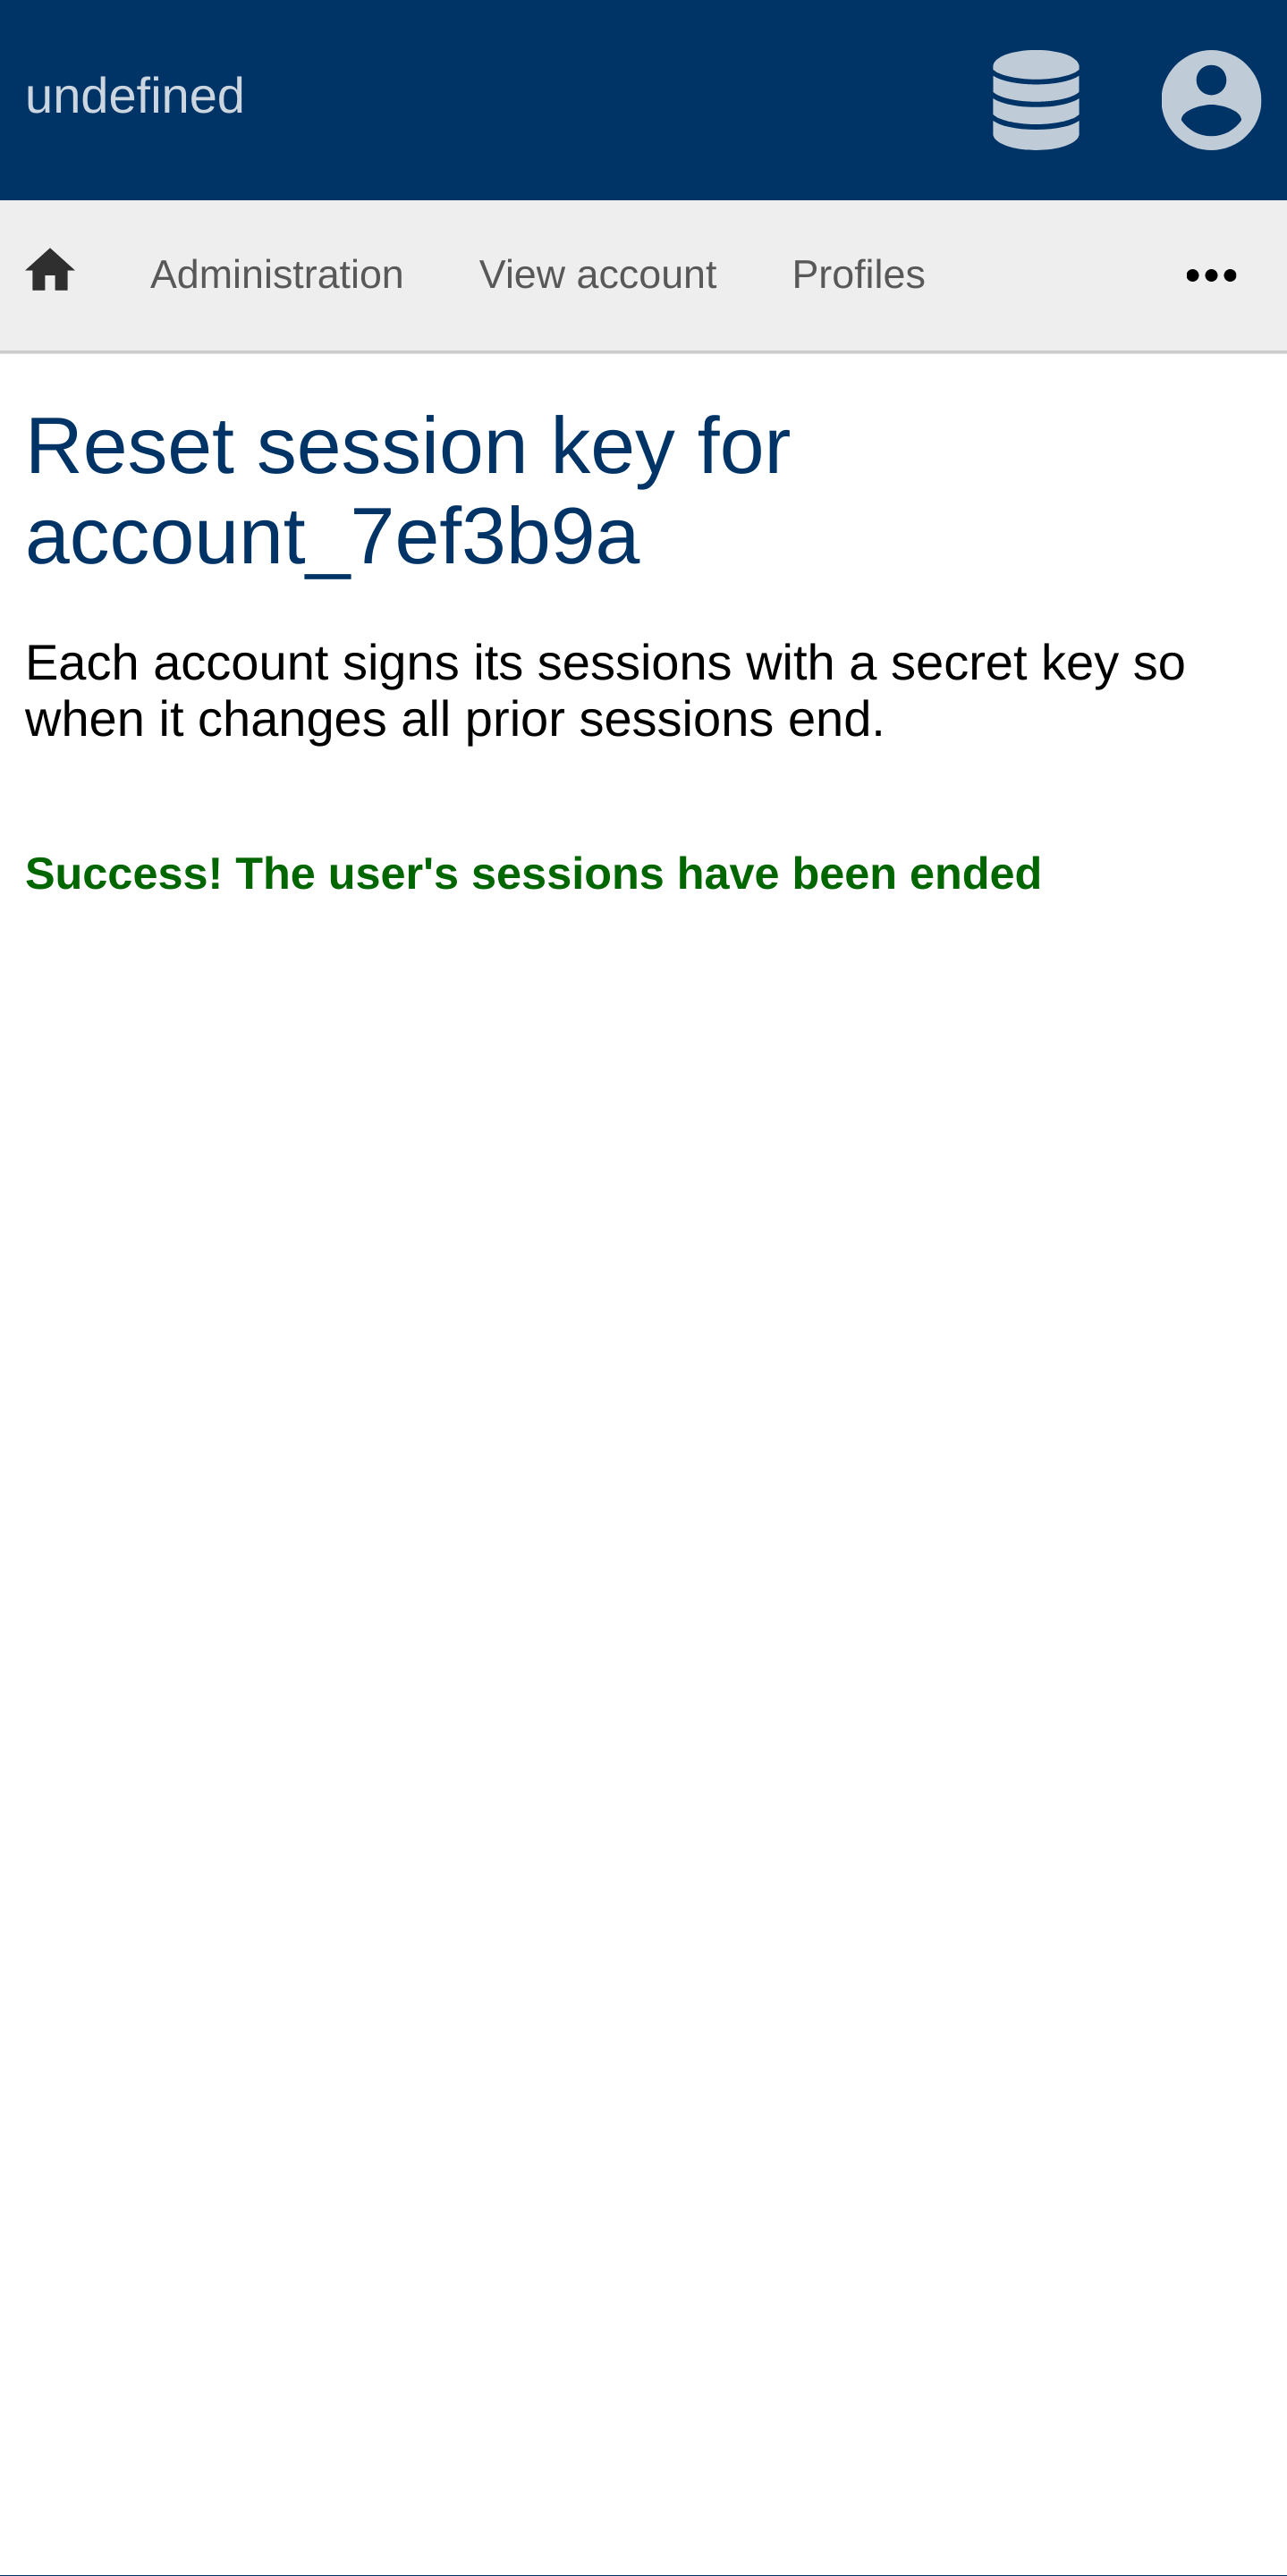 undefined
Administration View account Profiles
Reset session key for
account_7ef3b9a
Each account signs its sessions with a secret key so
when it changes all prior sessions end.
Success! The user's sessions have been ended